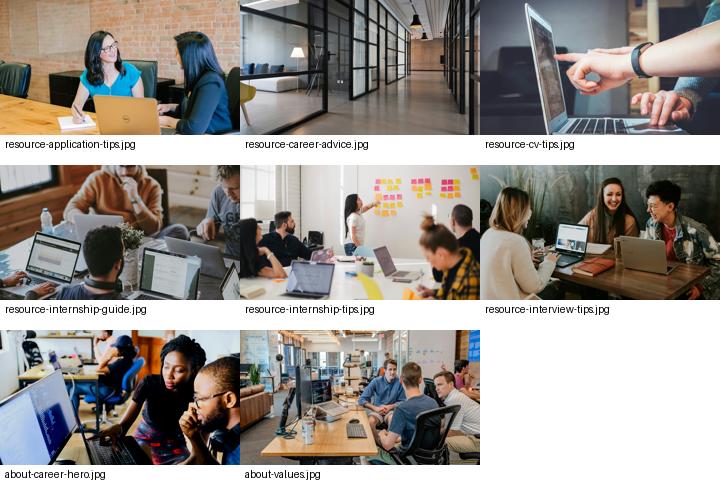 resource-application-tips.jpg
resource-career-advice.jpg
resource-cv-tips.jpg
resource-internship-guide.jpg
resource-internship-tips.jpg
resource-interview-tips.jpg
about-career-hero.jpg
about-values.jpg